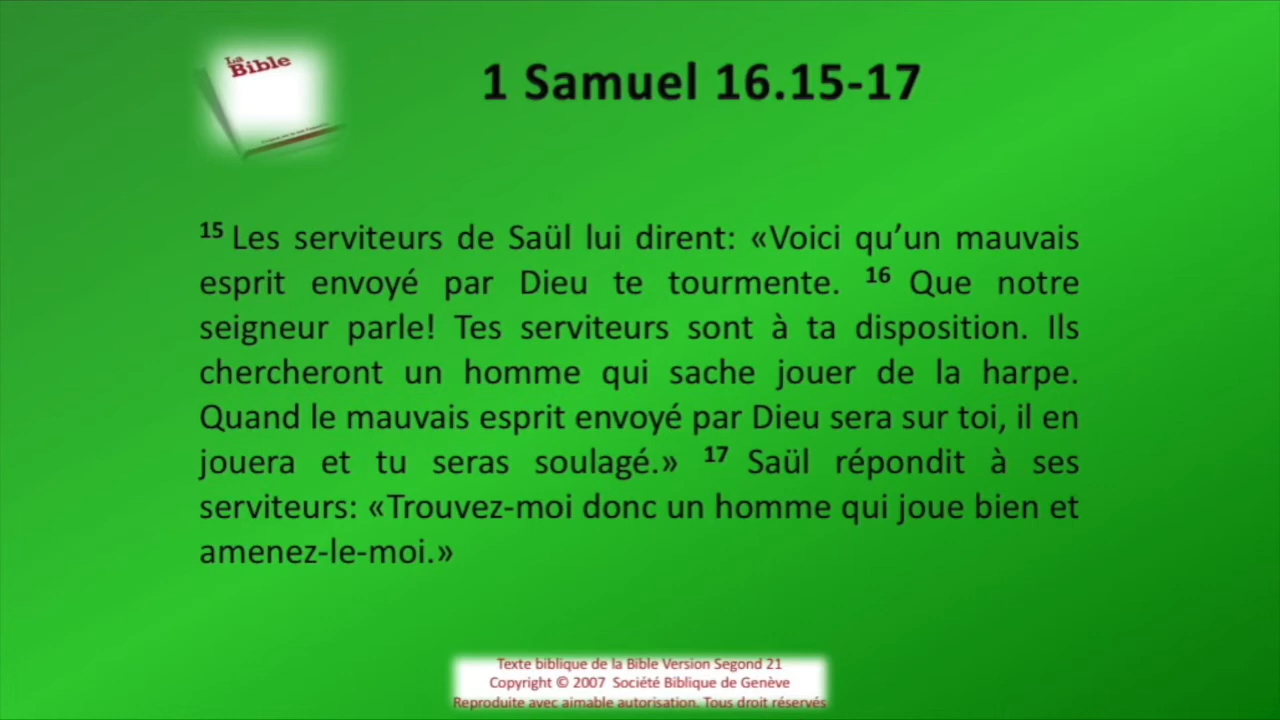 La
Bible
1 Samuel 16.15-17
15 Les serviteurs de Saül lui dirent: «Voici qu’un mauvais
esprit envoyé par Dieu te tourmente. 16 Que notre
seigneur parle! Tes serviteurs sont à ta disposition. Ils
chercheront un homme qui sache jouer de la harpe.
Quand le mauvais esprit envoyé par Dieu sera sur toi, il en
jouera et tu seras soulagé.» 17 Saül répondit à ses
serviteurs: «Trouvez-moi donc un homme qui joue bien et
amenez-le-moi.»
Texte biblique de la Bible Version Segond 21
Copyright © 2007 Société Biblique de Genève
Reproduite avec aimable autorisation. Tous droit réservés